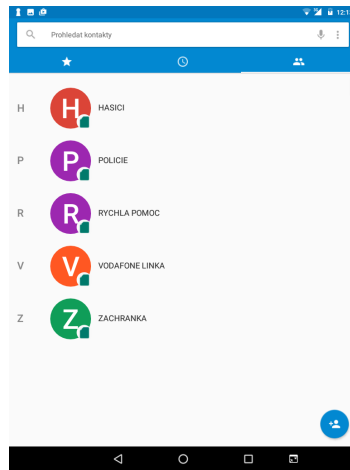 12:1
Prohledat kontakty
H
H
HASICI
P
P
POLICIE
R
R
RYCHLA POMOC
V
V
VODAFONE LINKA
Z
Z
ZACHRANKA